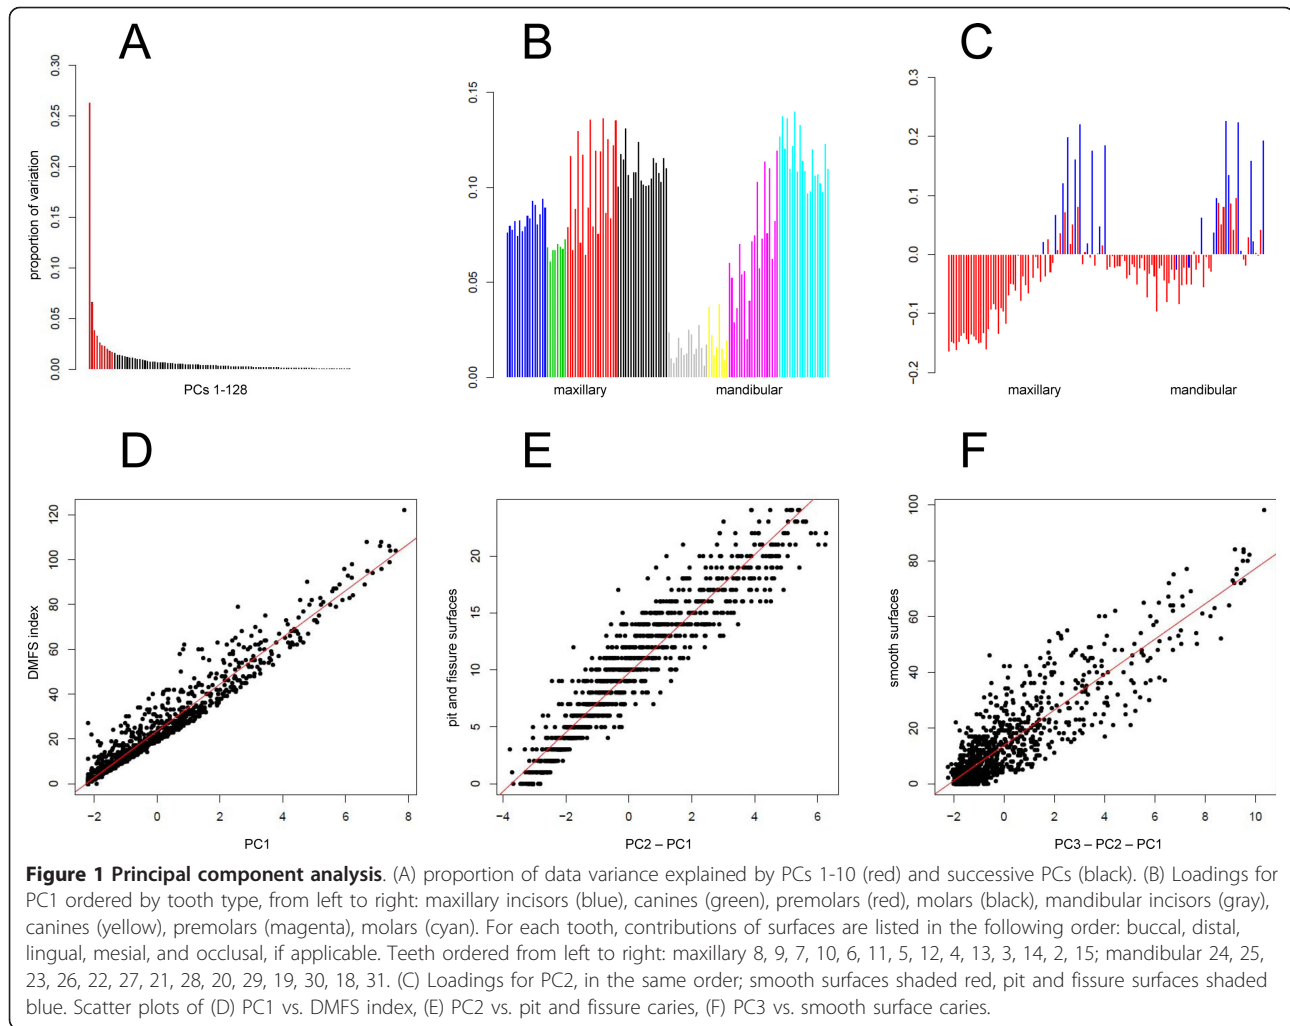 A
B
C
0.30
0.25
0.20
0.15
0.10
0.05
0.00
proportion of variation
PCs 1-128
0.15
0.10
0.05
0.00
maxillary
mandibular
0.3
0.2
0.1
0.0
−0.1
−0.2
maxillary
mandibular
D
E
F
120
100
80
60
40
20
0
DMFS index
−2 0 2 4 6 8
PC1
20
15
10
5
0
pit and fissure surfaces
−4 −2 0 2 4 6
PC2 – PC1
100
80
60
40
20
0
smooth surfaces
−2 0 2 4 6 8 10
PC3 – PC2 – PC1
Figure 1 Principal component analysis. (A) proportion of data variance explained by PCs 1-10 (red) and successive PCs (black). (B) Loadings for
PC1 ordered by tooth type, from left to right: maxillary incisors (blue), canines (green), premolars (red), molars (black), mandibular incisors (gray),
canines (yellow), premolars (magenta), molars (cyan). For each tooth, contributions of surfaces are listed in the following order: buccal, distal,
lingual, mesial, and occlusal, if applicable. Teeth ordered from left to right: maxillary 8, 9, 7, 10, 6, 11, 5, 12, 4, 13, 3, 14, 2, 15; mandibular 24, 25,
23, 26, 22, 27, 21, 28, 20, 29, 19, 30, 18, 31. (C) Loadings for PC2, in the same order; smooth surfaces shaded red, pit and fissure surfaces shaded
blue. Scatter plots of (D) PC1 vs. DMFS index, (E) PC2 vs. pit and fissure caries, (F) PC3 vs. smooth surface caries.